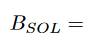 B_{SOL} =